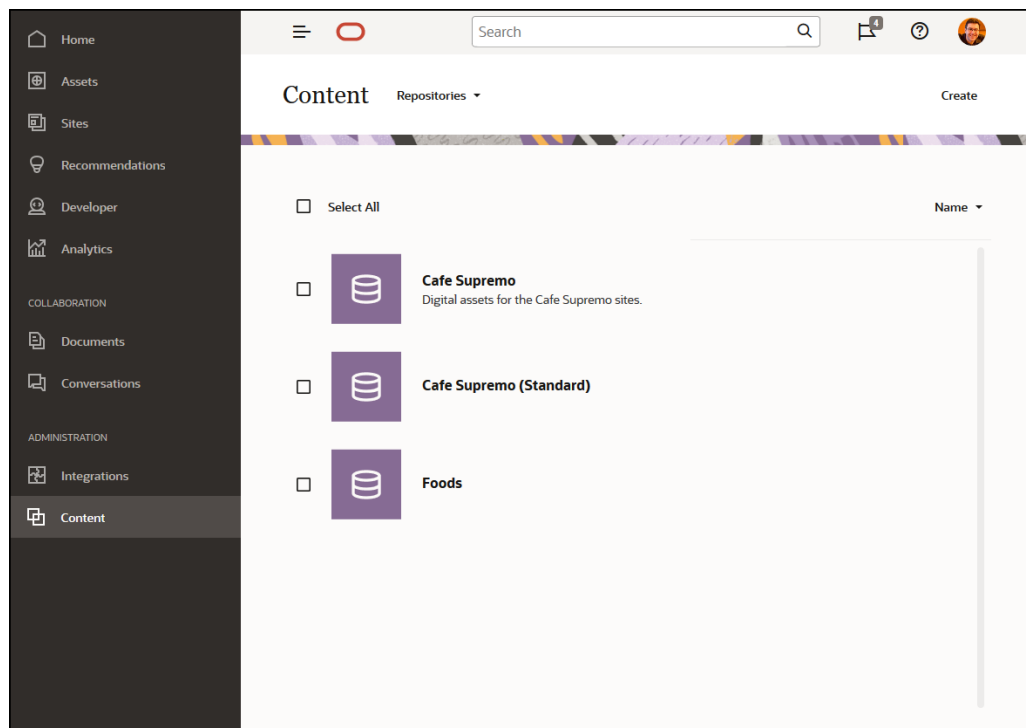 Home
Assets
Sites
Recommendations
Developer
Analytics
COLLABORATION
Documents
Conversations
ADMINISTRATION
Integrations
Content
Search
4
Content
Repositories
Create
Select All
Name
Cafe Supremo
Digital assets for the Cafe Supremo sites.
Cafe Supremo (Standard)
Foods